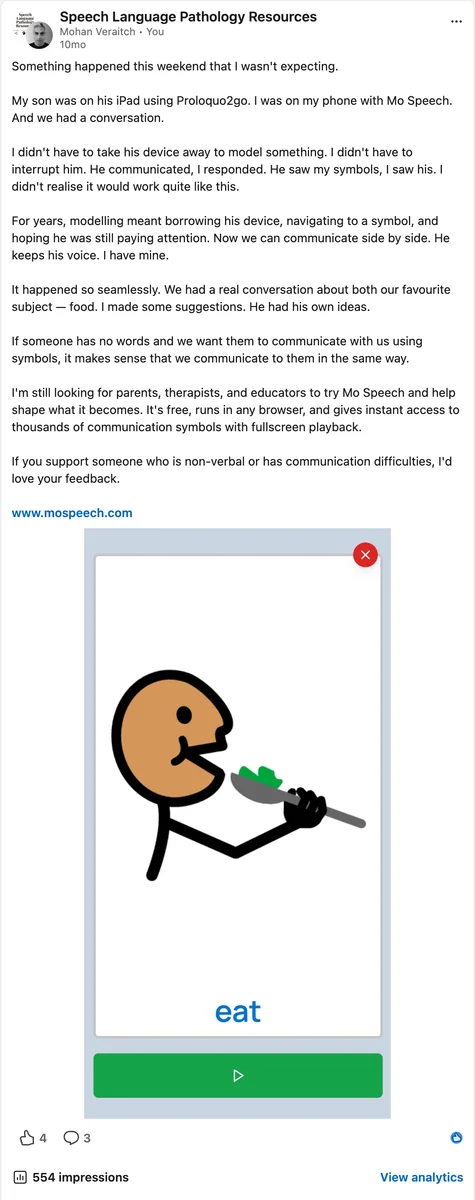 Speech Language Pathology Resources
Mohan Veraitch • You
10mo
Something happened this weekend that I wasn't expecting.
My son was on his iPad using Proloquo2go. I was on my phone with Mo Speech.
And we had a conversation.
I didn't have to take his device away to model something. I didn't have to
interrupt him. He communicated, I responded. He saw my symbols, I saw his. I
didn't realise it would work quite like this.
For years, modelling meant borrowing his device, navigating to a symbol, and
hoping he was still paying attention. Now we can communicate side by side. He
keeps his voice. I have mine.
It happened so seamlessly. We had a real conversation about both our favourite
subject — food. I made some suggestions. He had his own ideas.
If someone has no words and we want them to communicate with us using
symbols, it makes sense that we communicate to them in the same way.
I'm still looking for parents, therapists, and educators to try Mo Speech and help
shape what it becomes. It's free, runs in any browser, and gives instant access to
thousands of communication symbols with fullscreen playback.
If you support someone who is non-verbal or has communication difficulties, I'd
love your feedback.
www.mospeech.com
eat
4
3
554 impressions
View analytics